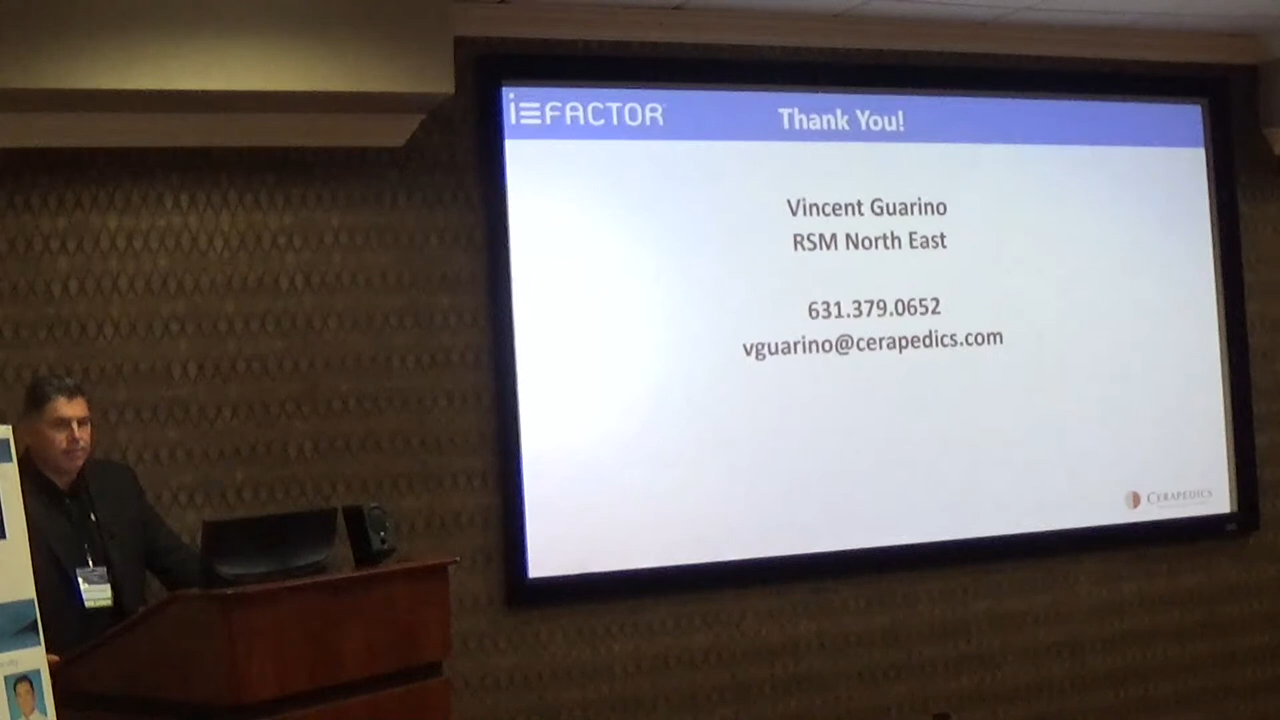 i-FACTOR
Thank You!
Vincent Guarino
RSM North East
631.379.0652
vguarino@cerapedics.com
CERAPEDICS